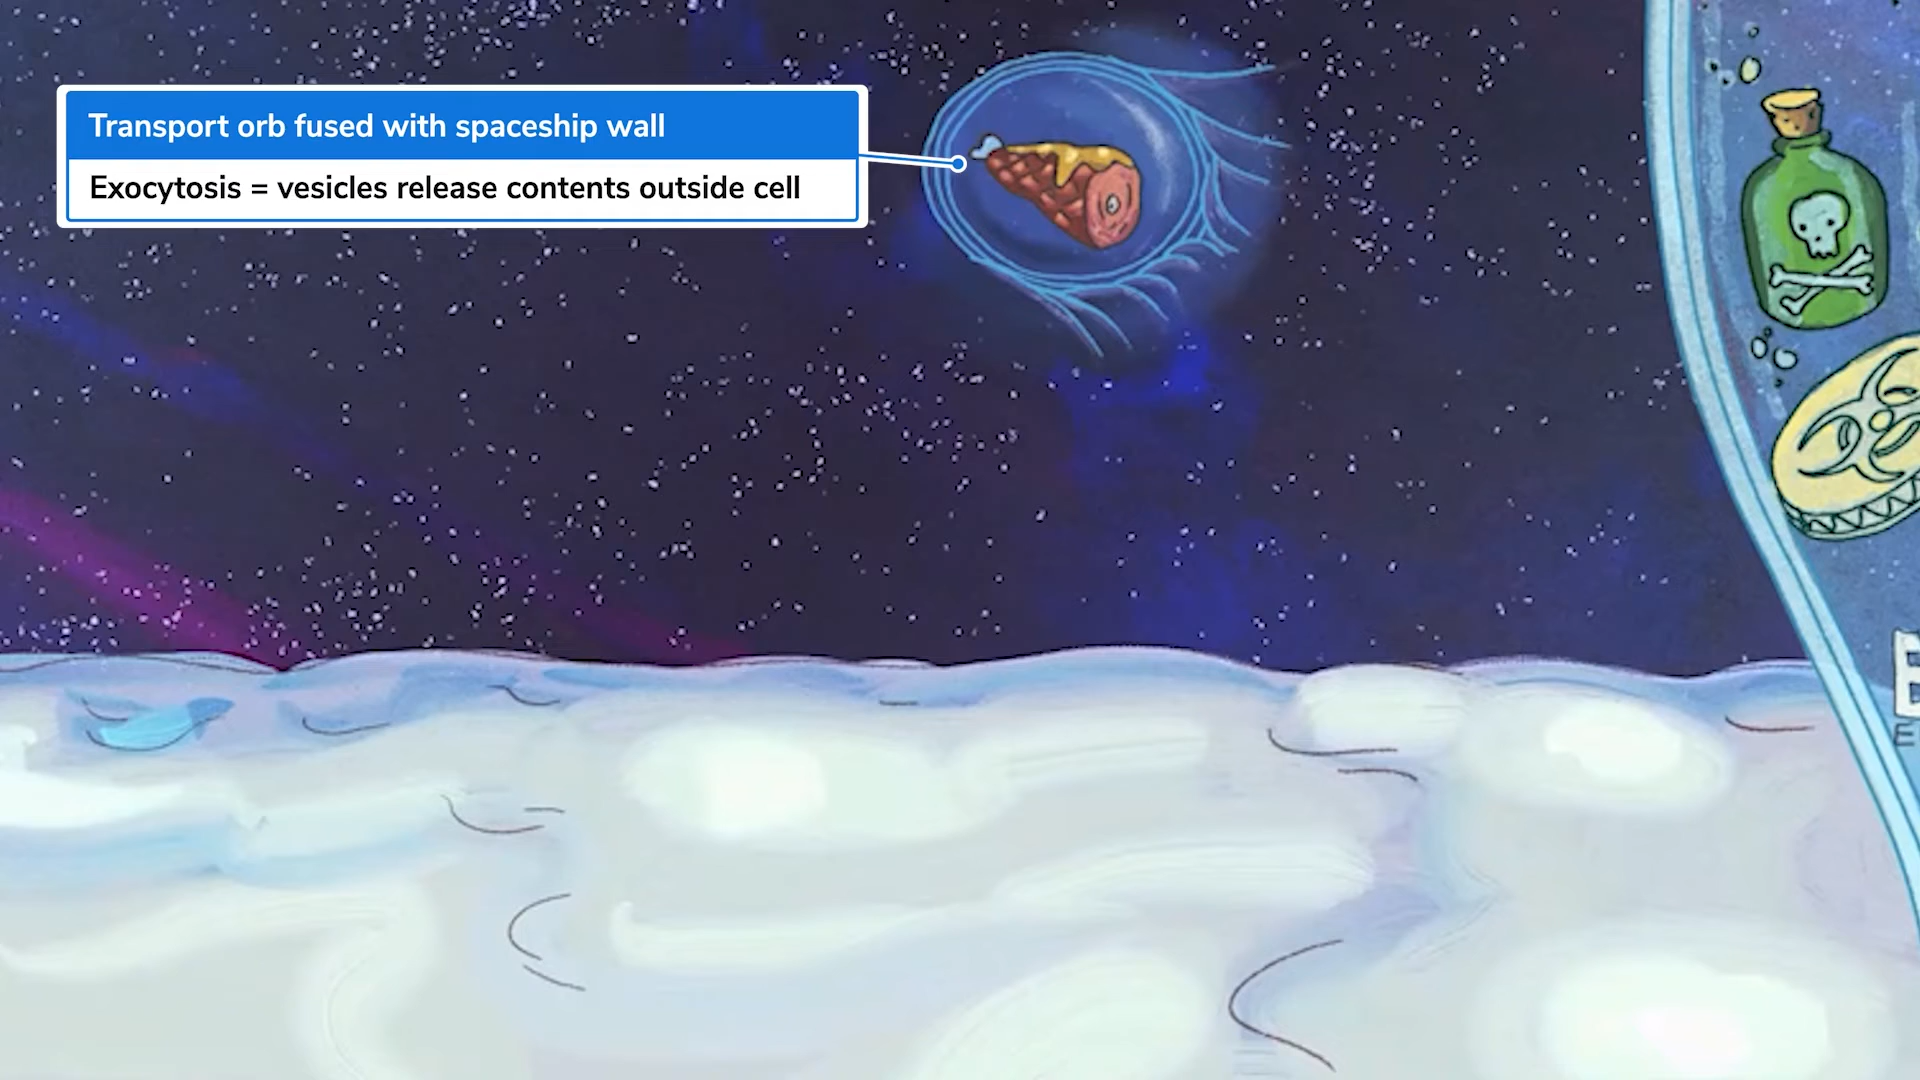 Transport orb fused with spaceship wall
Exocytosis = vesicles release contents outside cell
E
E